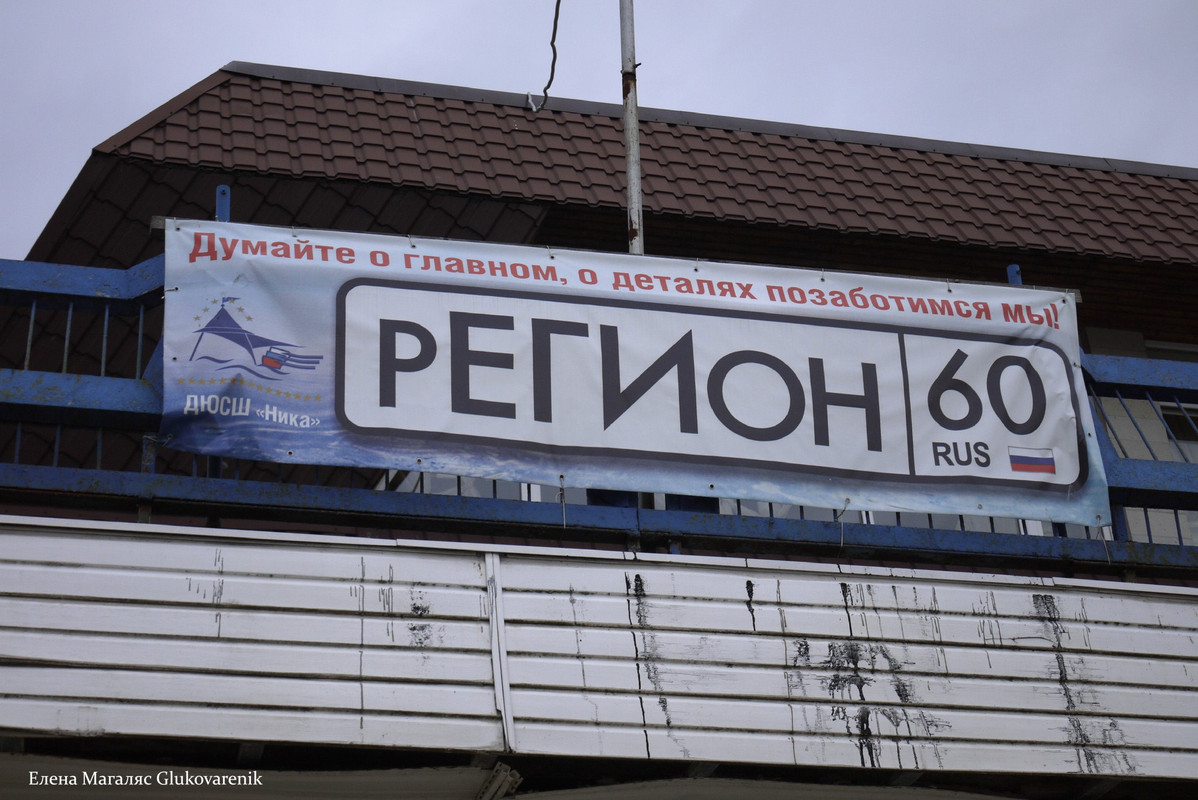 Думайте о главном, о деталях позаботимся мы!
ДЮСШ «Ника»
РЕГИОН 60
RUS
Елена Магаляс Glukovarenik